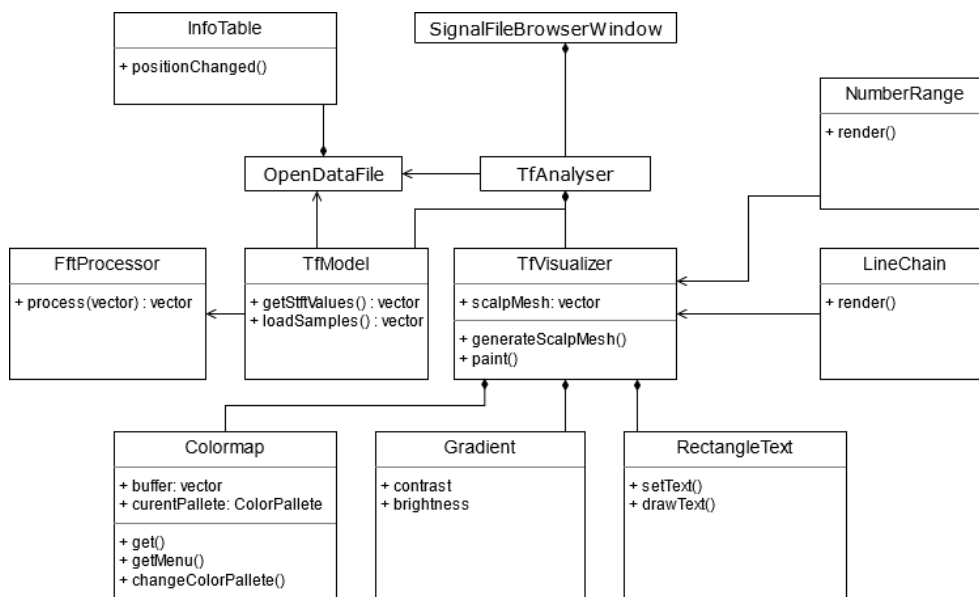 InfoTable
+ positionChanged()
SignalFileBrowserWindow
NumberRange
+ render()
OpenDataFile
TfAnalyser
FftProcessor
+ process(vector) : vector
TfModel
+ getStftValues() : vector
+ loadSamples() : vector
TfVisualizer
+ scalpMesh: vector
+ generateScalpMesh()
+ paint()
LineChain
+ render()
Colormap
+ buffer: vector
+ curentPallete: ColorPallete
+ get()
+ getMenu()
+ changeColorPallete()
Gradient
+ contrast
+ brightness
RectangleText
+ setText()
+ drawText()